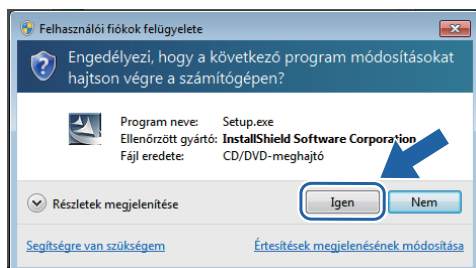 Felhasználói fiókok felügyelete
Engedélyezi, hogy a következő program módosításokat
hajtson végre a számítógépen?
Program neve: Setup.exe
Ellenőrzött gyártó: InstallShield Software Corporation
Fájl eredete: CD/DVD-meghajtó
Részletek megjelenítése
Igen
Nem
Segítségre van szükségem
Értesítések megjelenésének módosítása